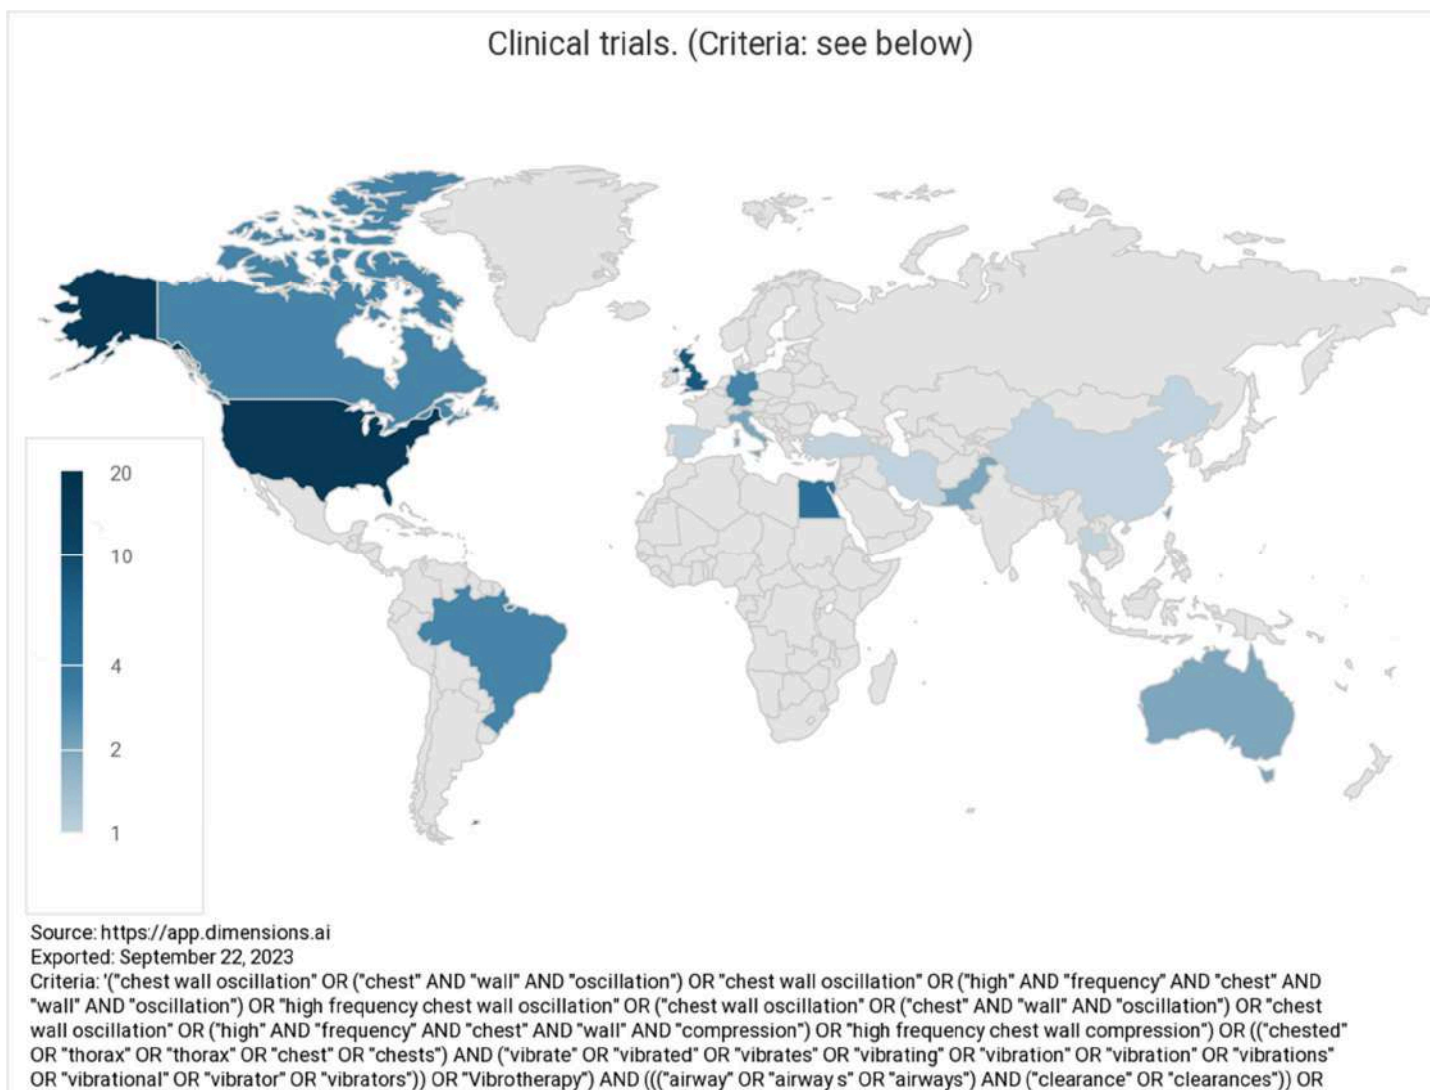 Clinical trials. (Criteria: see below)
20
10
4
2
1
Source: https://app.dimensions.ai
Exported: September 22, 2023
Criteria: '("chest wall oscillation" OR ("chest" AND "wall" AND "oscillation") OR "chest wall oscillation" OR ("high" AND "frequency" AND "chest" AND
"wall" AND "oscillation") OR "high frequency chest wall oscillation" OR ("chest wall oscillation" OR ("chest" AND "wall" AND "oscillation") OR "chest
wall oscillation" OR ("high" AND "frequency" AND "chest" AND "wall" AND "compression") OR "high frequency chest wall compression") OR (("chested"
OR "thorax" OR "thorax" OR "chest" OR "chests") AND ("vibrate" OR "vibrated" OR "vibrates" OR "vibrating" OR "vibration" OR "vibration" OR "vibrations"
OR "vibrational" OR "vibrator" OR "vibrators")) OR "Vibrotherapy") AND ((("airway" OR "airway s" OR "airways") AND ("clearance" OR "clearances")) OR